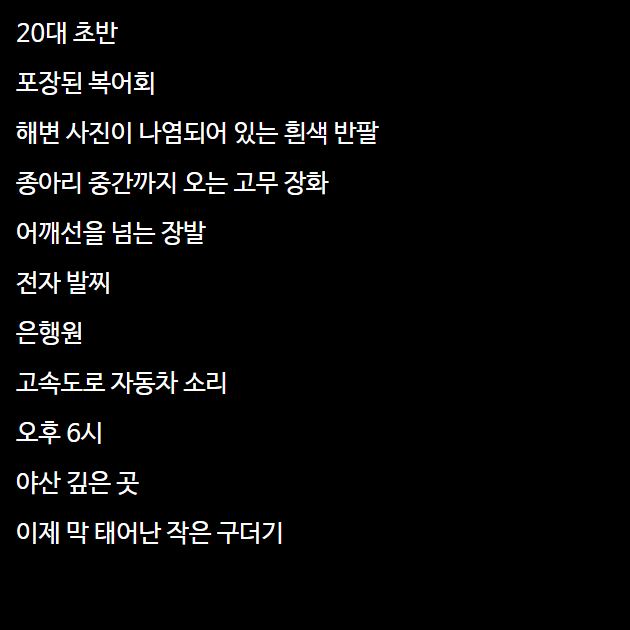 20대 초반
포장된 복어회
해변 사진이 나염되어 있는 흰색 반팔
종아리 중간까지 오는 고무 장화
어깨선을 넘는 장발
전자 발찌
은행원
고속도로 자동차 소리
오후 6시
야산 깊은 곳
이제 막 태어난 작은 구더기